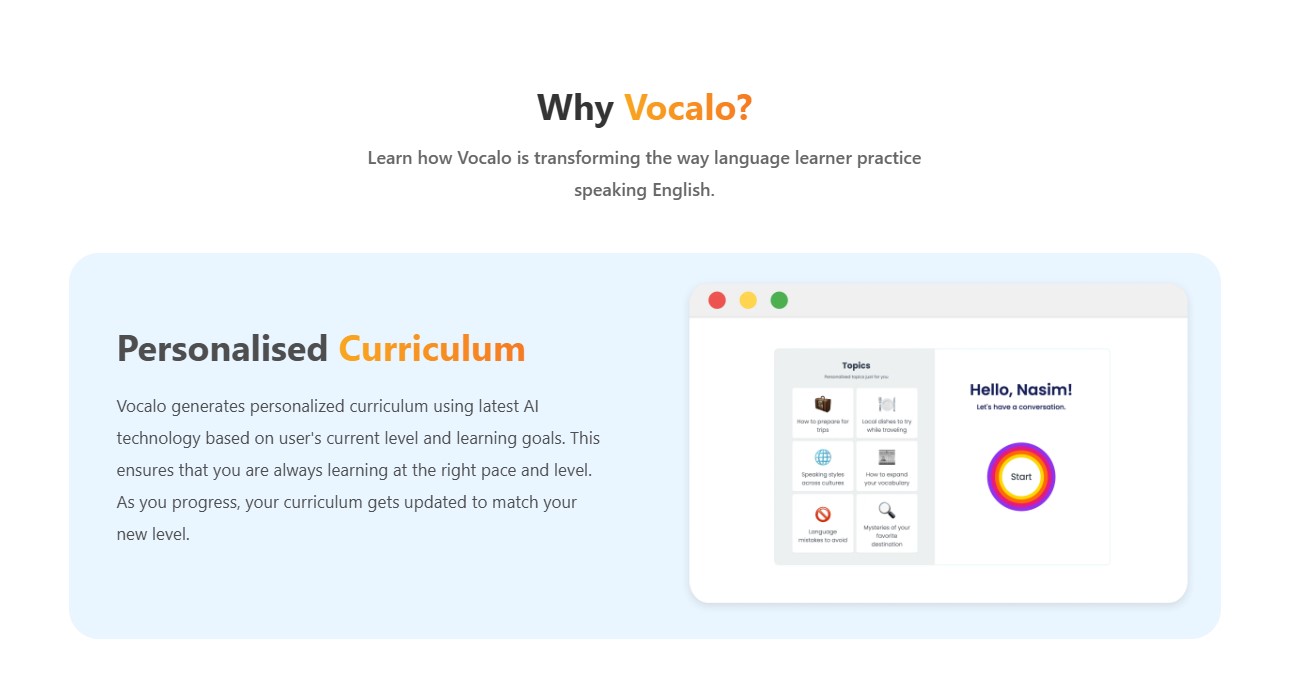 Why Vocalo?
Learn how Vocalo is transforming the way language learner practice
speaking English.
Personalised Curriculum
Vocalo generates personalized curriculum using latest AI
technology based on user's current level and learning goals. This
ensures that you are always learning at the right pace and level.
As you progress, your curriculum gets updated to match your
new level.
Topics
Personalised topics just for you
How to prepare for
trips
Local dishes to try
while traveling
Speaking styles
across cultures
How to expand
your vocabulary
Language
mistakes to avoid
Mysteries of your
favorite
destination
Hello, Nasim!
Let's have a conversation.
Start